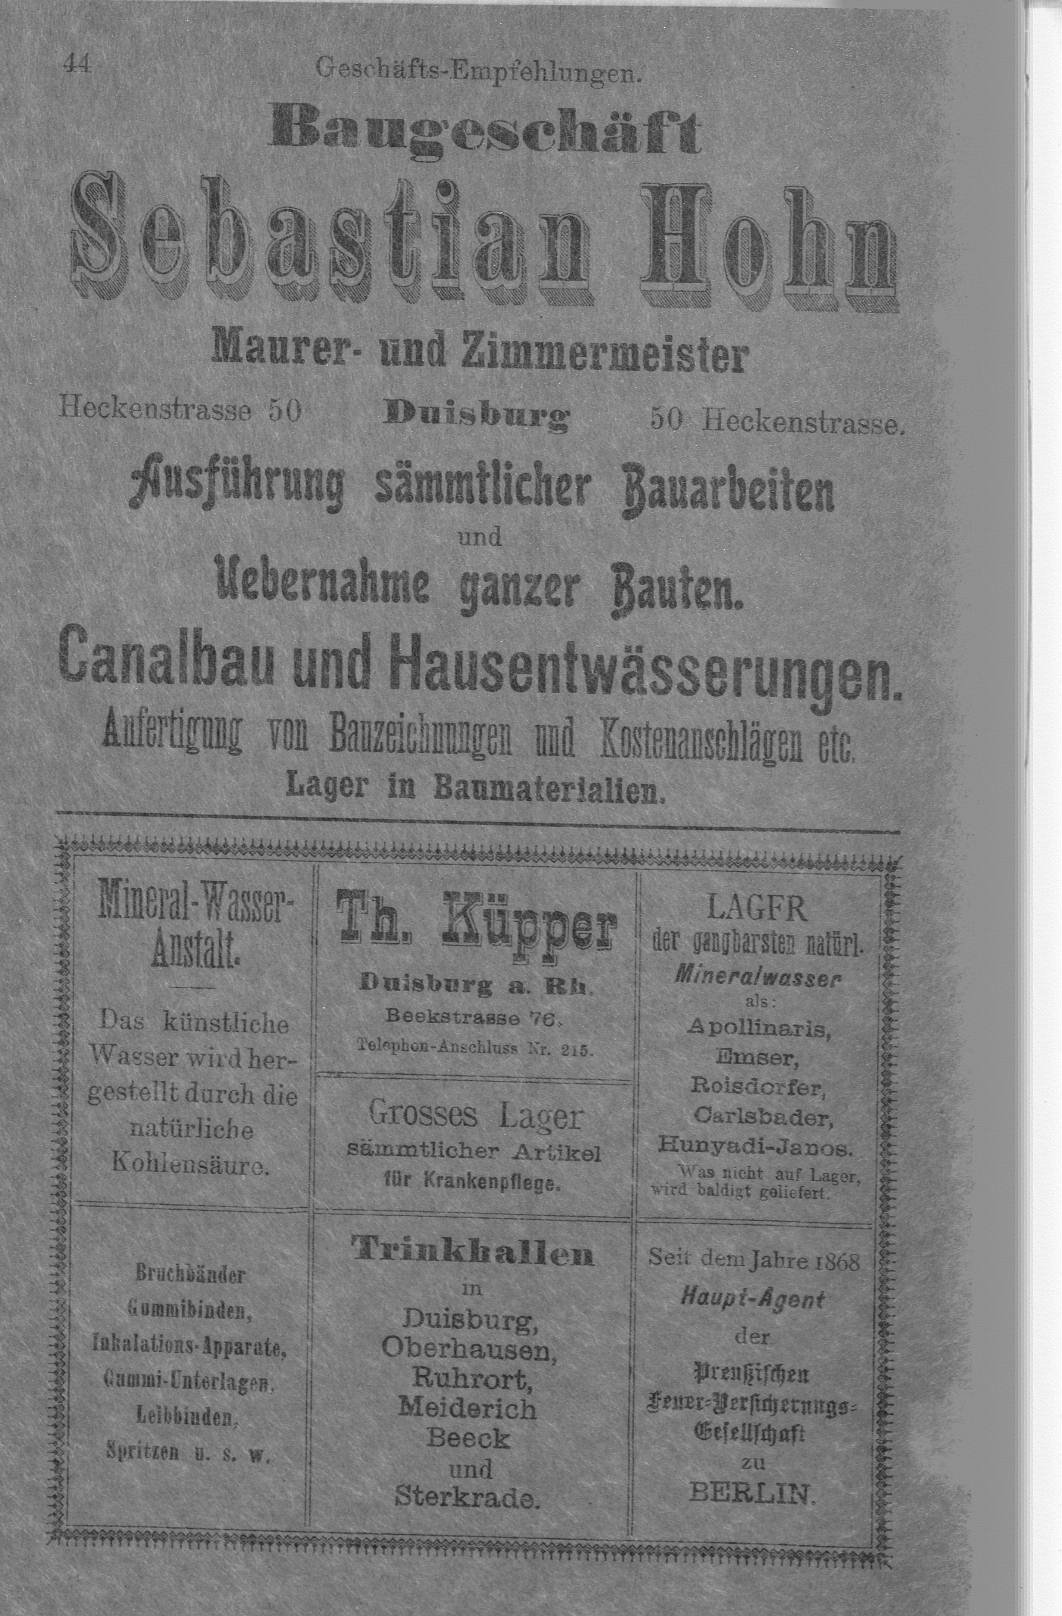 44
Geschäfts-Empfehlungen.
Baugeschäft
Sebastian Hohn
Maurer- und Zimmermeister
Heckenstrasse 50 Duisburg 50 Heckenstrasse.
Ausführung sämmtlicher Bauarbeiten
und
Uebernahme ganzer Bauten.
Canalbau und Hausentwässerungen.
Anfertigung von Bauzeichnungen und Kostenanschlägen etc.
Lager in Baumaterialien.
Mineral-Wasser-
Anstalt.
Das künstliche
Wasser wird her-
gestellt durch die
natürliche
Kohlensäure.
Th. Küpper
Duisburg a. Rh.
Beekstrasse 76.
Telephon-Anschluss Nr. 215.
Grosses Lager
sämmtlicher Artikel
für Krankenpflege.
LAGER
der gangbarsten natürl.
Mineralwasser
als:
Apollinaris,
Emser,
Roisdorfer,
Carlsbader,
Hunyadi-Janos.
Was nicht auf Lager,
wird baldigt geliefert.
Bruchbänder
Gummibinden,
Inhalations-Apparate,
Gummi-Unterlagen,
Leibbinden,
Spritzen u. s. w.
Trinkhallen
in
Duisburg,
Oberhausen,
Ruhrort,
Meiderich
Beeck
und
Sterkrade.
Seit dem Jahre 1868
Haupt-Agent
der
Preußischen
Feuer-Versicherungs-
Gesellschaft
zu
BERLIN.